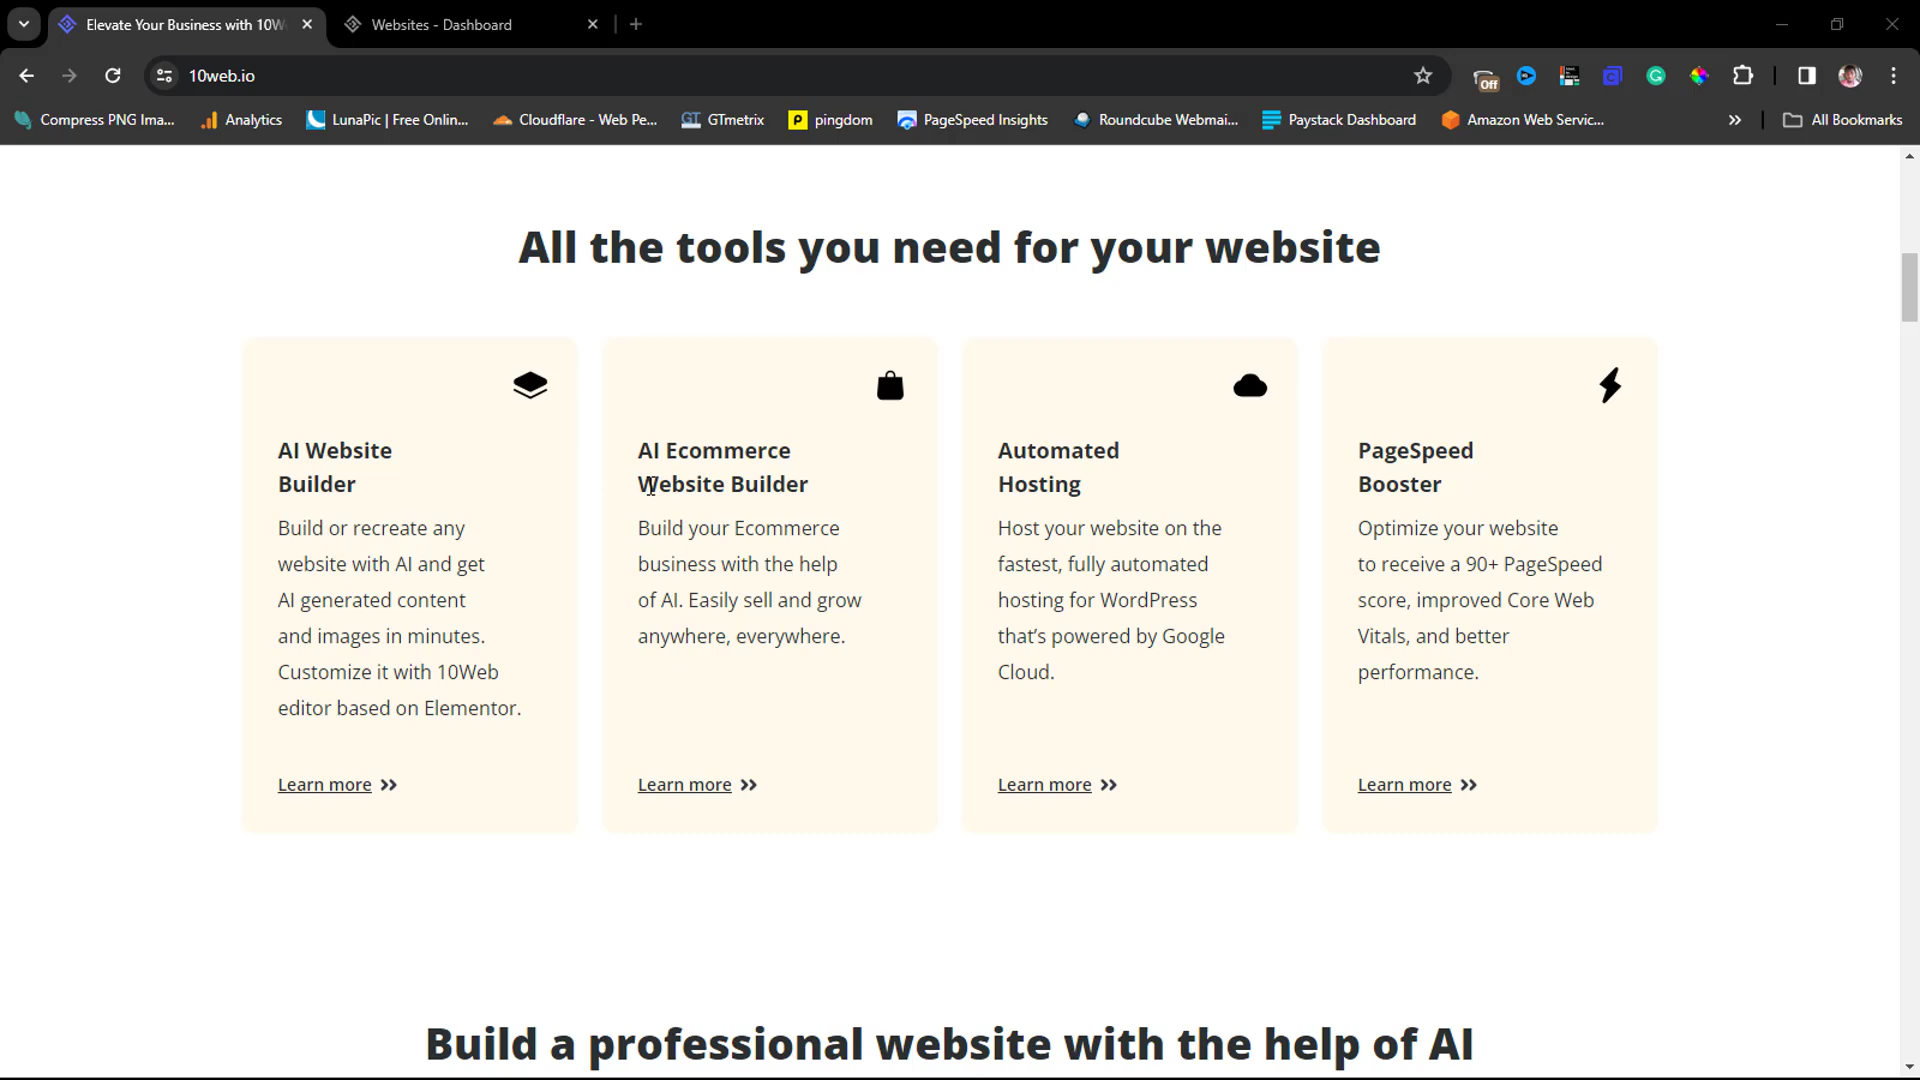 Elevate Your Business with 10W
Websites - Dashboard
10web.io
Off
Compress PNG Ima...
Analytics
LunaPic | Free Onlin...
Cloudflare - Web Pe...
GT
GTmetrix
pingdom
PageSpeed Insights
Roundcube Webmai...
Paystack Dashboard
Amazon Web Servic...
All Bookmarks
All the tools you need for your website
AI Website
Builder
Build or recreate any
website with AI and get
AI generated content
and images in minutes.
Customize it with 10Web
editor based on Elementor.
Learn more
AI Ecommerce
Website Builder
Build your Ecommerce
business with the help
of AI. Easily sell and grow
anywhere, everywhere.
Learn more
Automated
Hosting
Host your website on the
fastest, fully automated
hosting for WordPress
that’s powered by Google
Cloud.
Learn more
PageSpeed
Booster
Optimize your website
to receive a 90+ PageSpeed
score, improved Core Web
Vitals, and better
performance.
Learn more
Build a professional website with the help of AI